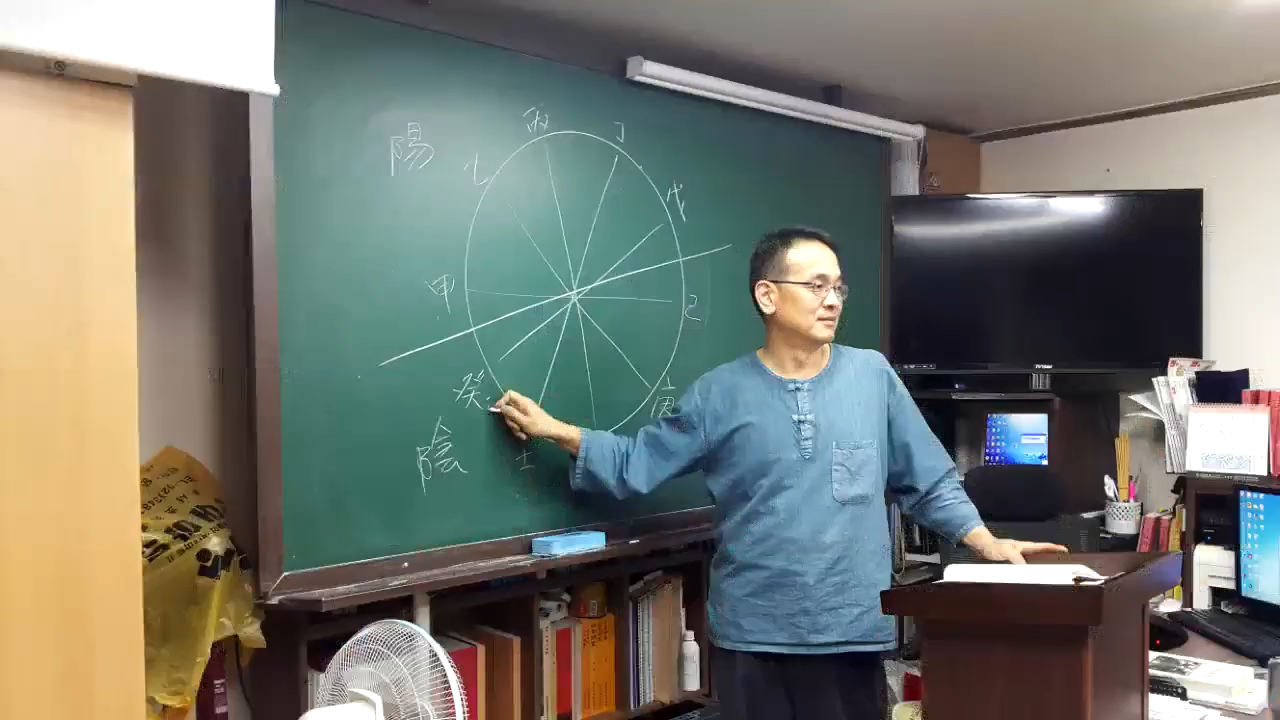 陽
丙
丁
乙
戊
甲
己
癸
庚
陰
壬